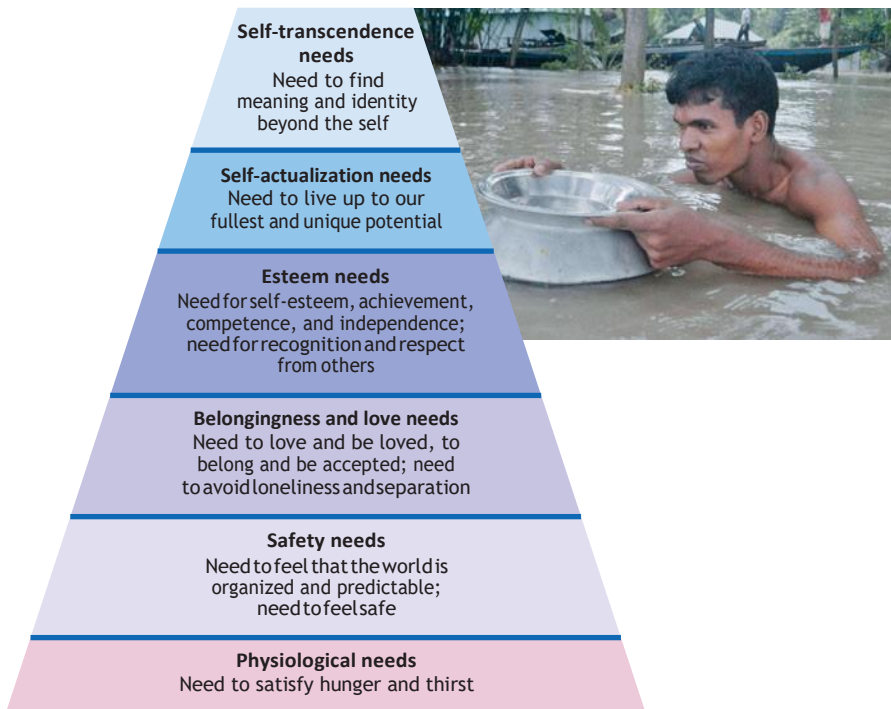 Self-transcendence
needs
Need to find
meaning and identity
beyond the self
Self-actualization needs
Need to live up to our
fullest and unique potential
Esteem needs
Need for self-esteem, achievement,
competence, and independence;
need for recognition and respect
from others
Belongingness and love needs
Need to love and be loved, to
belong and be accepted; need
to avoid loneliness and separation
Safety needs
Need to feel that the world is
organized and predictable;
need to feel safe
Physiological needs
Need to satisfy hunger and thirst